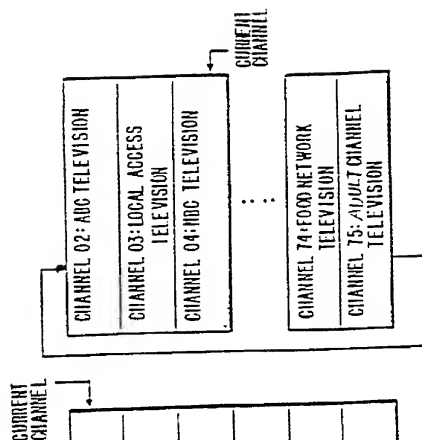 CURRENT
CHANNEL
CHANNEL 02: ABC TELEVISION
CHANNEL 03: LOCAL ACCESS
TELEVISION
CHANNEL 04: NBC TELEVISION
CURRENT
CHANNEL
CHANNEL 74: FOOD NETWORK
TELEVISION
CHANNEL 75: ADULT CHANNEL
TELEVISION